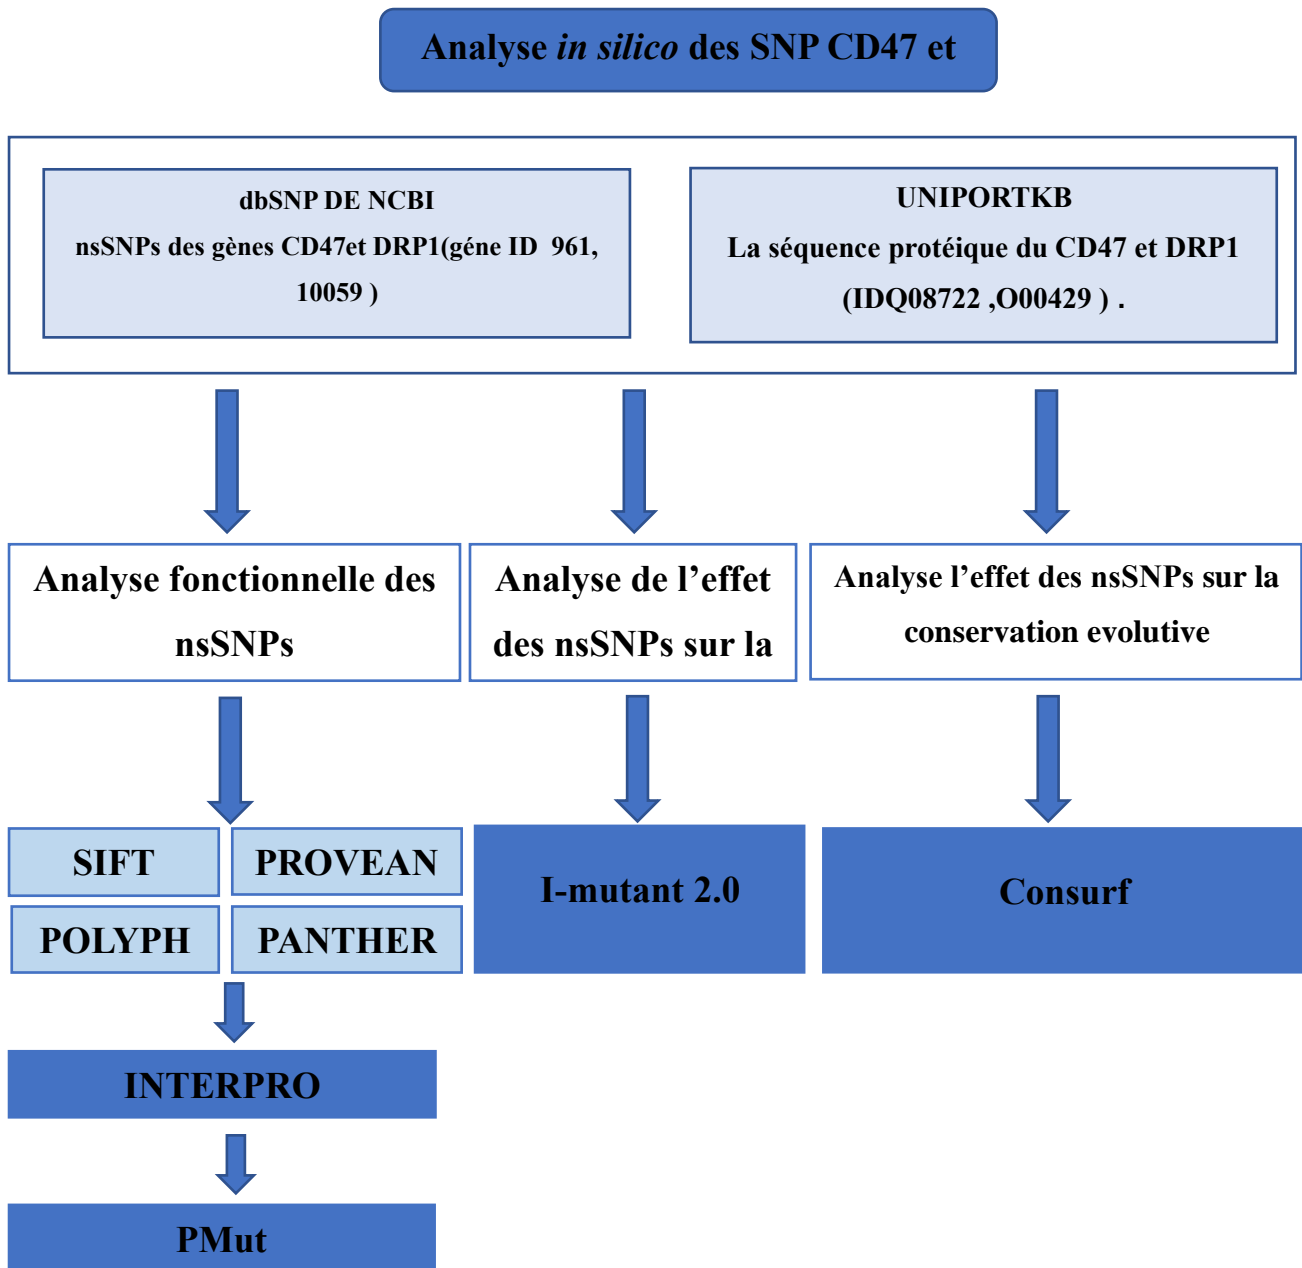 Analyse in silico des SNP CD47 et
dbSNP DE NCBI
nsSNPs des gènes CD47et DRP1(géne ID 961,
10059 )
UNIPORTKB
La séquence protéique du CD47 et DRP1
(IDQ08722 ,O00429 ) .
Analyse fonctionnelle des
nsSNPs
Analyse de l’effet
des nsSNPs sur la
Analyse l’effet des nsSNPs sur la
conservation evolutive
SIFT
PROVEAN
POLYPH
PANTHER
I-mutant 2.0
Consurf
INTERPRO
PMut